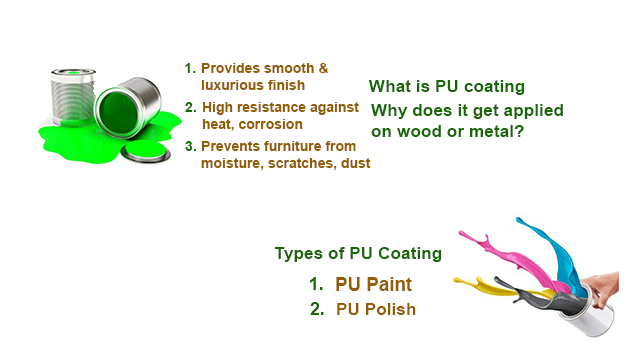 1. Provides smooth &
luxurious finish
2. High resistance against
heat, corrosion
3. Prevents furniture from
moisture, scratches, dust
What is PU coating
Why does it get applied
on wood or metal?
Types of PU Coating
1. PU Paint
2. PU Polish